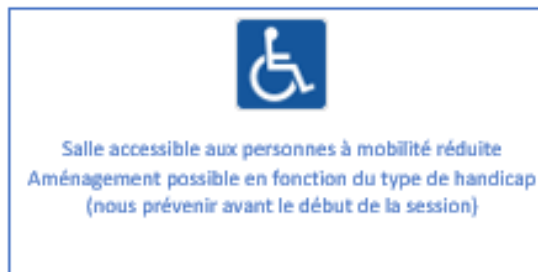 Salle accessible aux personnes à mobilité réduite
Aménagement possible en fonction du type de handicap
(nous prévenir avant le début de la session)